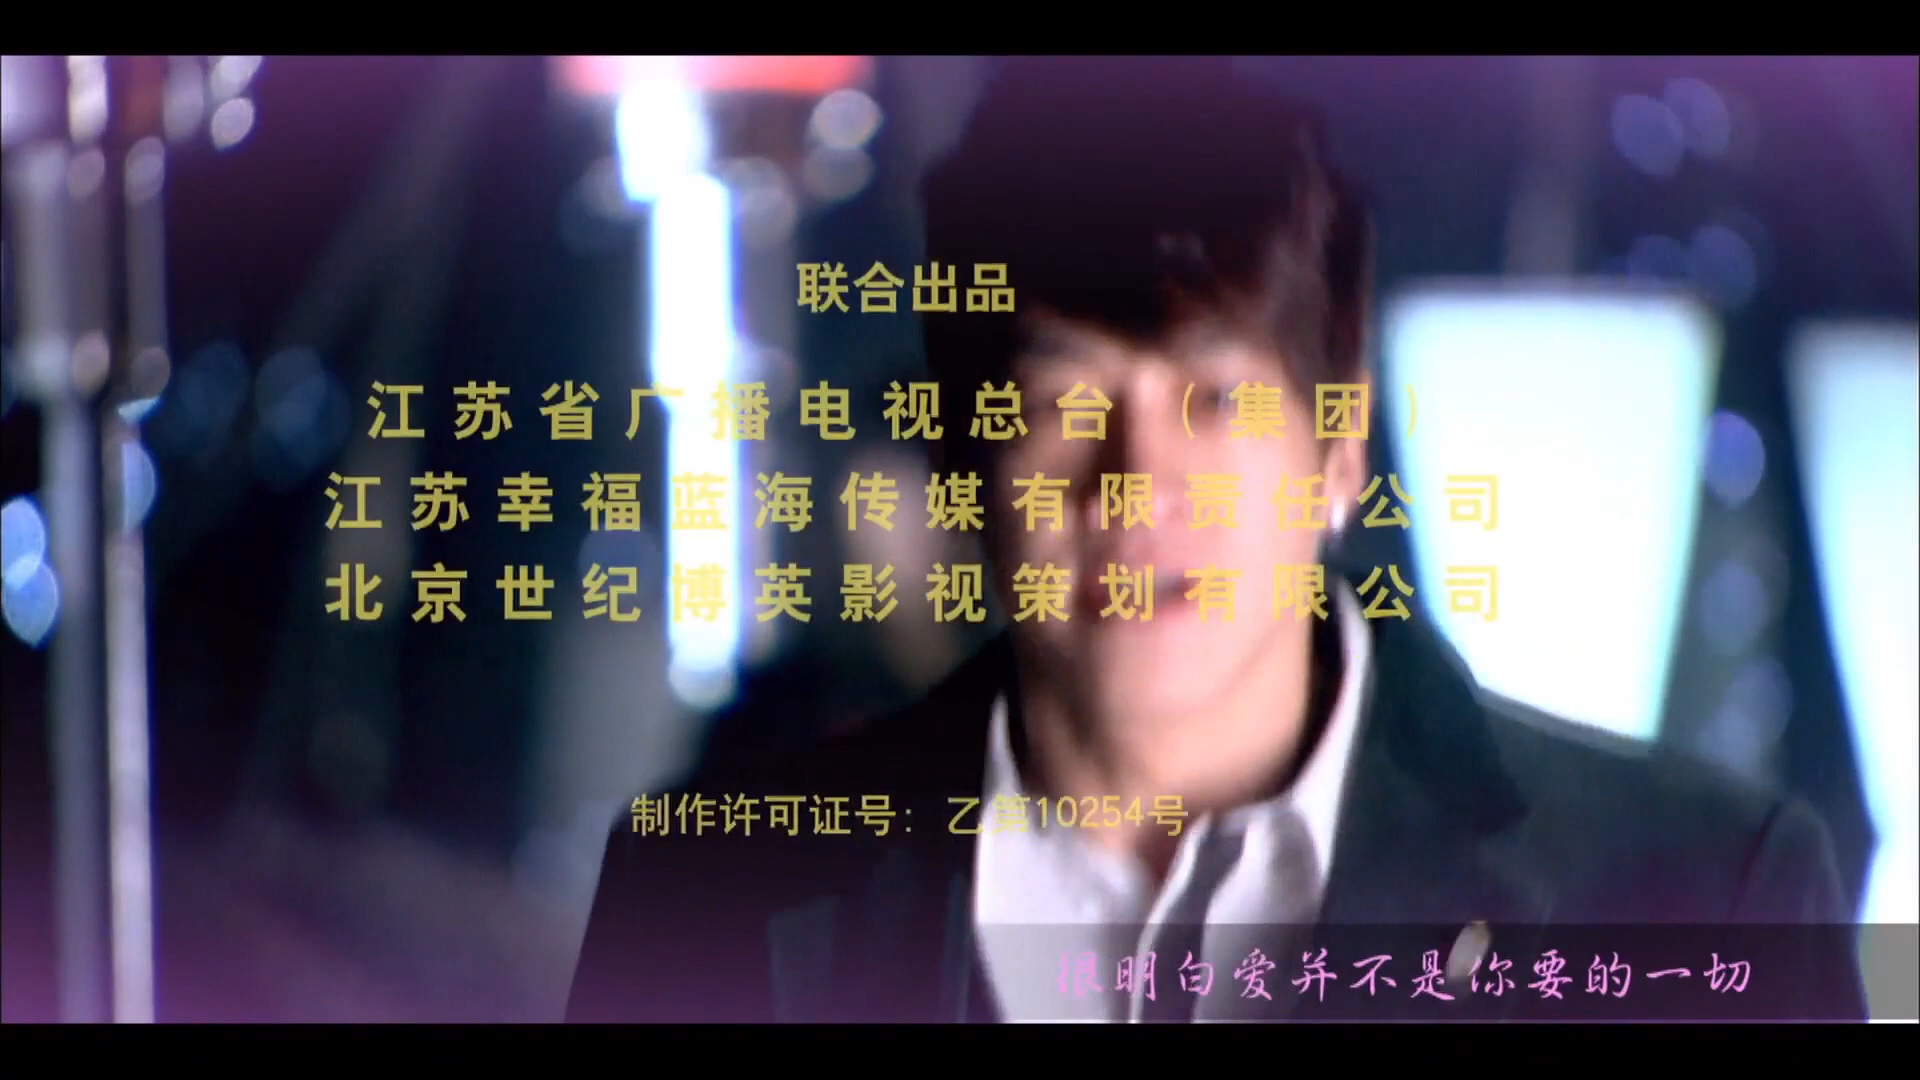 联合出品
江苏省广播电视总台（集团）
江苏幸福蓝海传媒有限责任公司
北京世纪博英影视策划有限公司
制作许可证号：乙第10254号
很明白爱并不是你要的一切